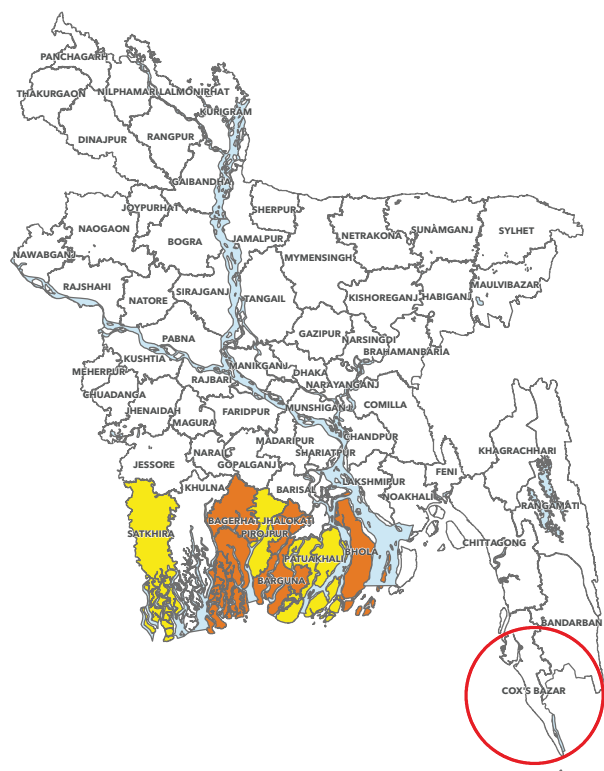 PANCHAGARH
THAKURGAON
NILPHAMARI
LALMONIRHAT
KURIGRAM
DINAJPUR
RANGPUR
GAIBANDHA
JOYPURHAT
NAOGAON
BOGRA
SHERPUR
JAMALPUR
NETRAKONA
SUNÀMGANJ
SYLHET
MYMENSINGH
NAWABGANJ
RAJSHAHI
NATORE
SIRAJGANJ
TANGAIL
KISHOREGANJ
HABIGANJ
MAULVIBAZAR
PABNA
GAZIPUR
NARSINGDI
BRAHAMANBARIA
KUSHTIA
MEHERPUR
MANIKGANJ
DHAKA
RAJBARI
NARAYANGANJ
CHUADANGA
JHENAIDAH
MAGURA
FARIDPUR
MUNSHIGANJ
COMILLA
MADARIPUR
CHANDPUR
NARAIL
SHARIATPUR
KHAGRACHHARI
JESSORE
GOPALGANJ
FENI
KHULNA
BARISAL
LAKSHMIPUR
NOAKHALI
RANGAMATI
SATKHIRA
BAGERHAT
JHALOKATI
PIROJPUR
CHITTAGONG
PATUAKHALI
BHOLA
BARGUNA
BANDARBAN
COX'S BAZAR